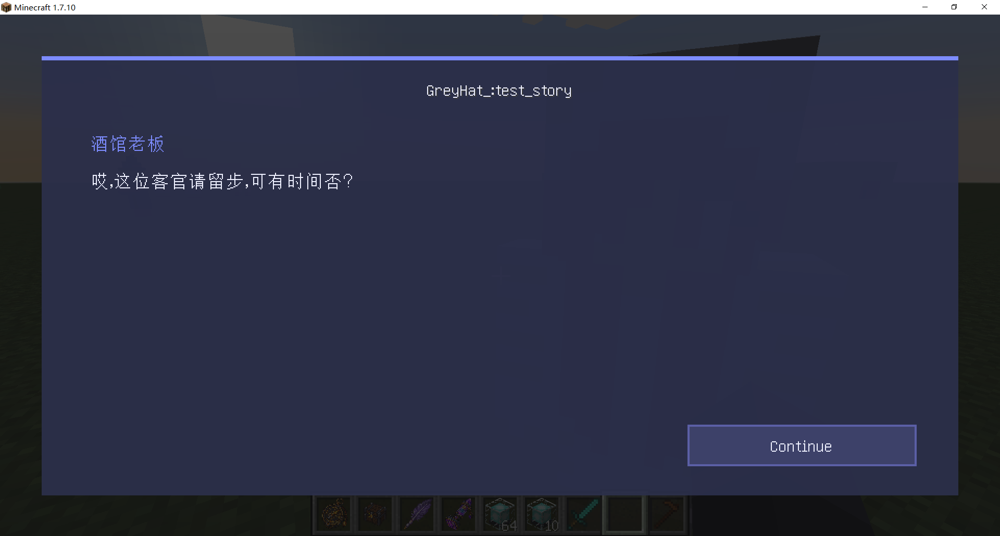 Minecraft 1.7.10
GreyHat_:test_story
酒馆老板
哎,这位客官请留步,可有时间否?
Continue
64
10